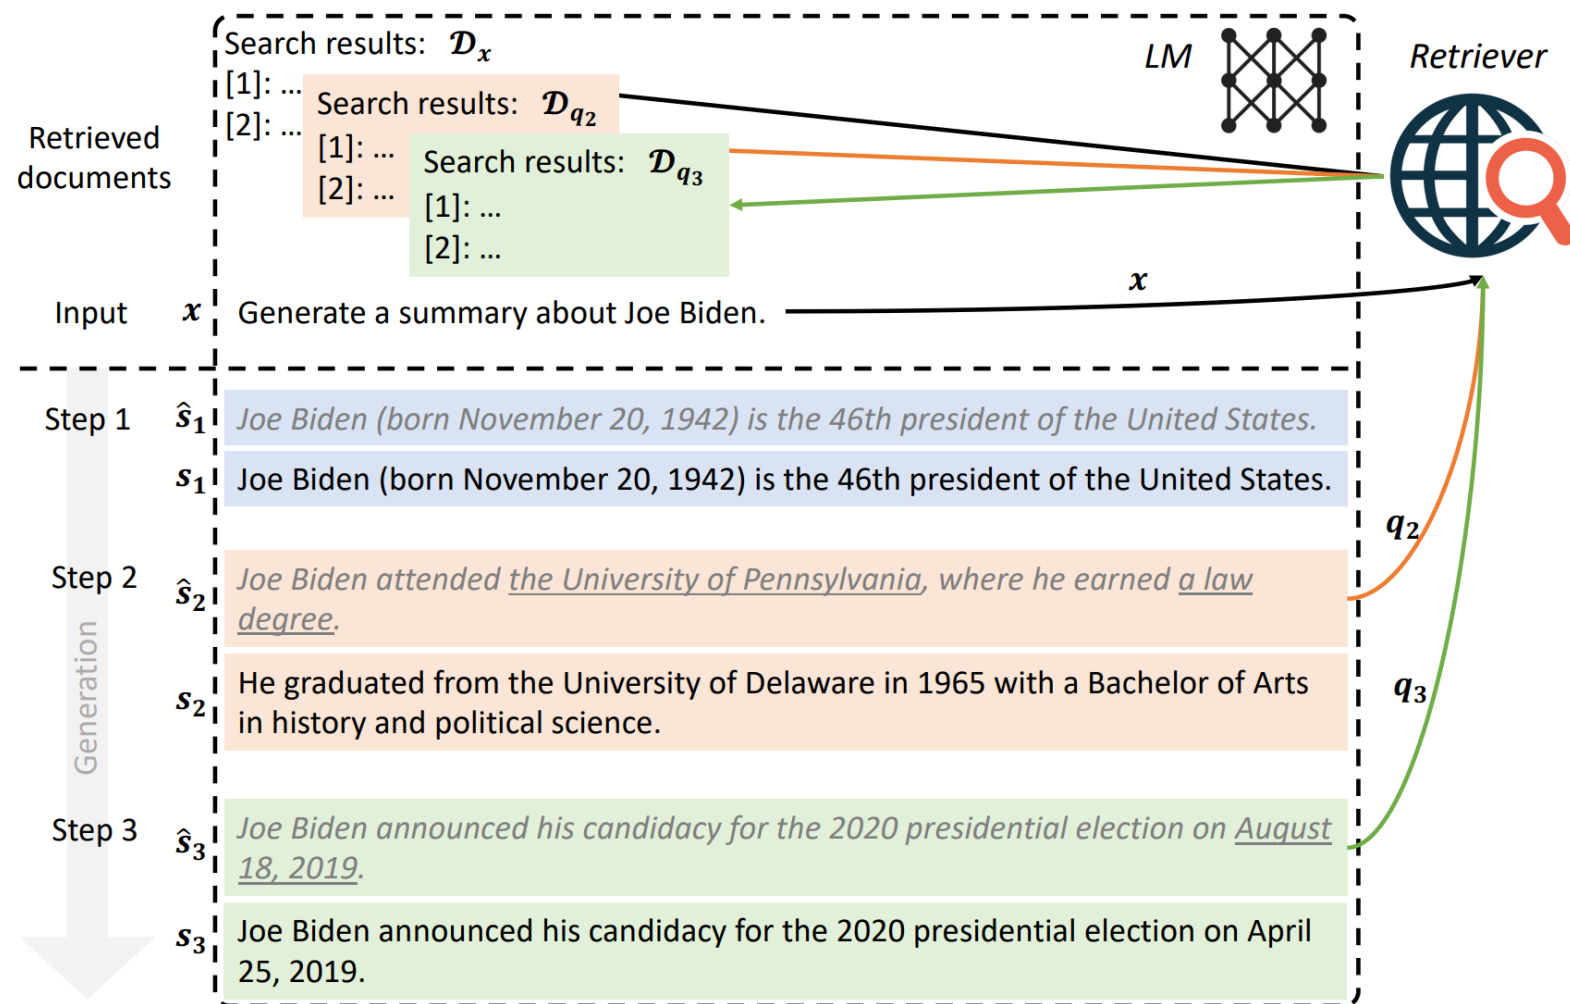 Search results: 𝓓x
[1]: ...
[2]: ...
Search results: 𝓓q2
[1]: ...
[2]: ...
Search results: 𝓓q3
[1]: ...
[2]: ...
LM
Retriever
Retrieved
documents
Input
x
Generate a summary about Joe Biden.
x
Step 1
ŝ1
Joe Biden (born November 20, 1942) is the 46th president of the United States.
s1
Joe Biden (born November 20, 1942) is the 46th president of the United States.
q2
Step 2
ŝ2
Joe Biden attended the University of Pennsylvania, where he earned a law
degree.
Generation
s2
He graduated from the University of Delaware in 1965 with a Bachelor of Arts
in history and political science.
q3
Step 3
ŝ3
Joe Biden announced his candidacy for the 2020 presidential election on August
18, 2019.
s3
Joe Biden announced his candidacy for the 2020 presidential election on April
25, 2019.